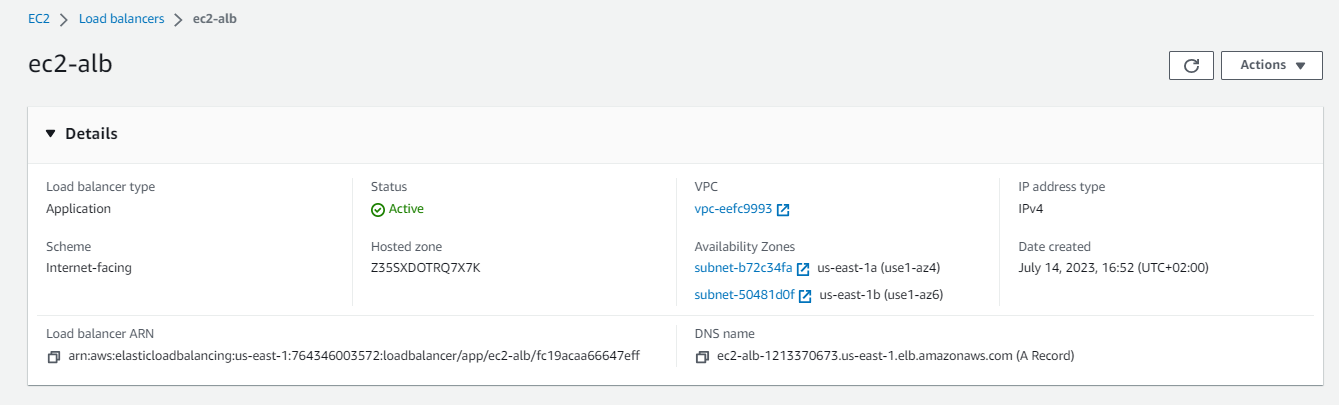 EC2 > Load balancers > ec2-alb
ec2-alb
Actions
Details
Load balancer type
Application
Status
Active
VPC
vpc-eefc9993
IP address type
IPv4
Scheme
Internet-facing
Hosted zone
Z35SXDOTRQ7X7K
Availability Zones
subnet-b72c34fa us-east-1a (use1-az4)
subnet-50481d0f us-east-1b (use1-az6)
Date created
July 14, 2023, 16:52 (UTC+02:00)
Load balancer ARN
arn:aws:elasticloadbalancing:us-east-1:764346003572:loadbalancer/app/ec2-alb/fc19acaa66647eff
DNS name
ec2-alb-1213370673.us-east-1.elb.amazonaws.com (A Record)